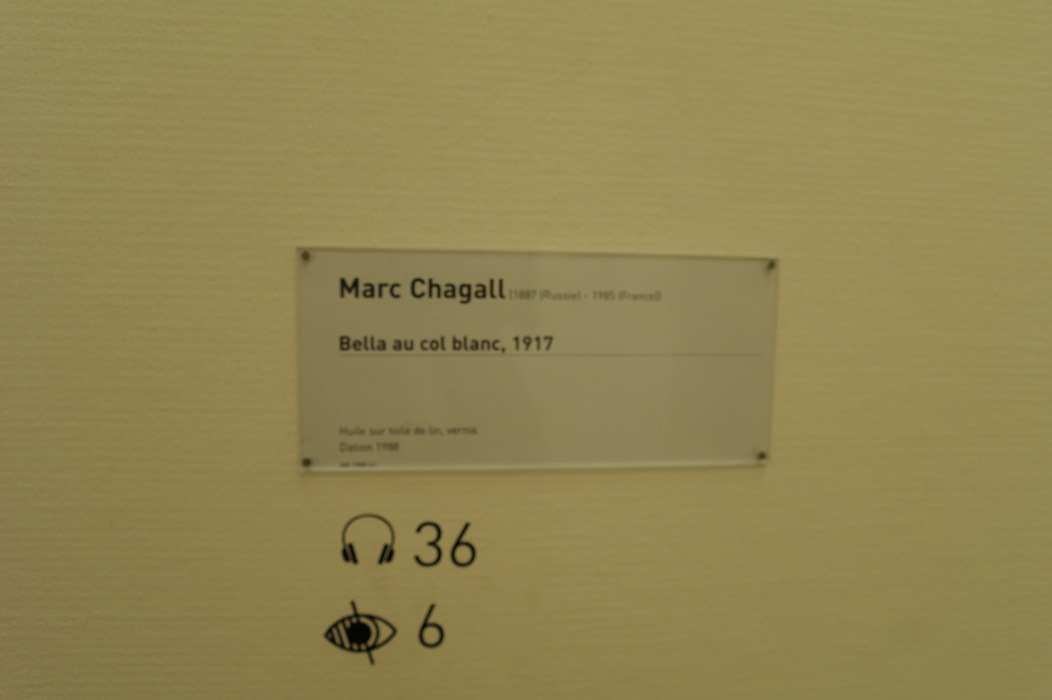 Marc Chagall (1887 (Russie) - 1985 (France))
Bella au col blanc, 1917
Huile sur toile de lin, vernis
Dation 1988
36
6